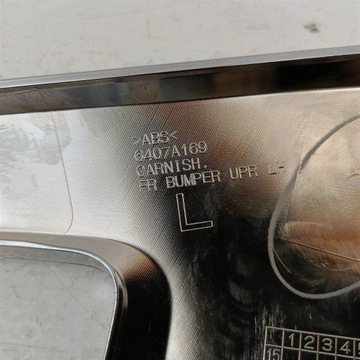 >ABS<
6407A169
GARNISH.
FR BUMPER UPR LH
L
1 2 3 4
15